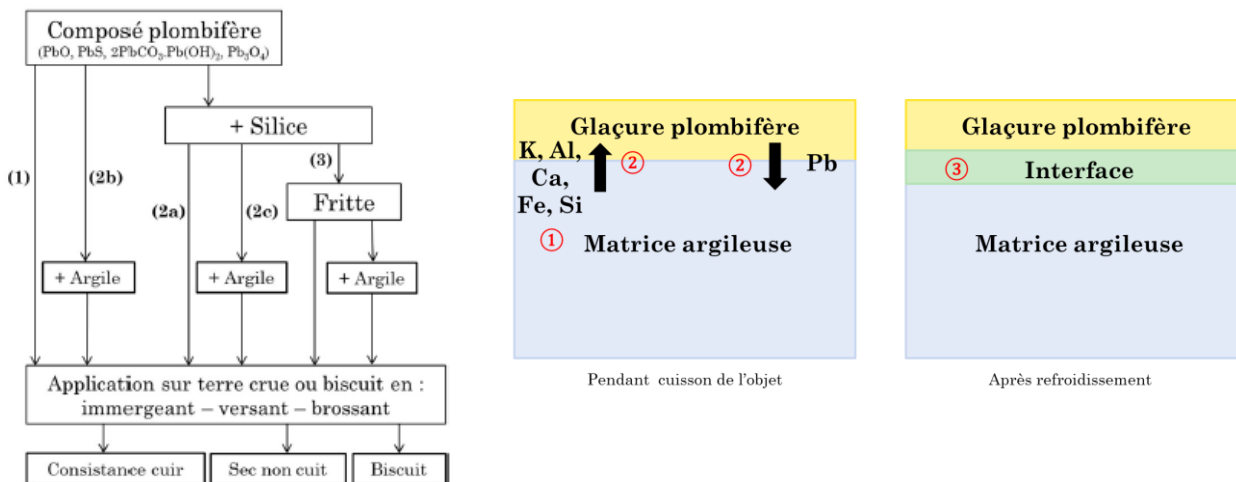 Composé plombifère
(PbO, PbS, 2PbCO₃.Pb(OH)₂, Pb₃O₄)
+ Silice
(1)
(2b)
(2a)
(2c)
(3)
Fritte
+ Argile
+ Argile
+ Argile
Application sur terre crue ou biscuit en :
immergeant – versant – brossant
Consistance cuir
Sec non cuit
Biscuit
Glaçure plombifère
K, Al,
Ca,
Fe, Si
②
②
Pb
①
Matrice argileuse
Pendant cuisson de l'objet
Glaçure plombifère
③
Interface
Matrice argileuse
Après refroidissement